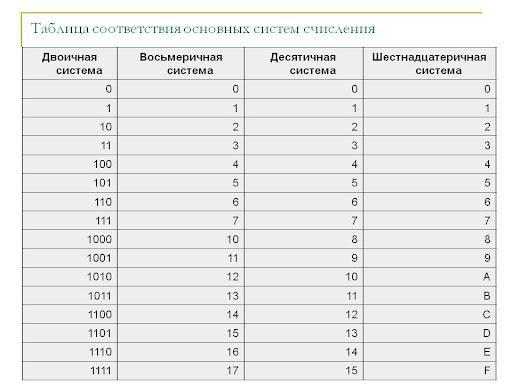 Таблица соответствия основных систем счисления
Двоичная система Восьмеричная система Десятичная система Шестнадцатеричная система
0 0 0 0
1 1 1 1
10 2 2 2
11 3 3 3
100 4 4 4
101 5 5 5
110 6 6 6
111 7 7 7
1000 10 8 8
1001 11 9 9
1010 12 10 A
1011 13 11 B
1100 14 12 C
1101 15 13 D
1110 16 14 E
1111 17 15 F